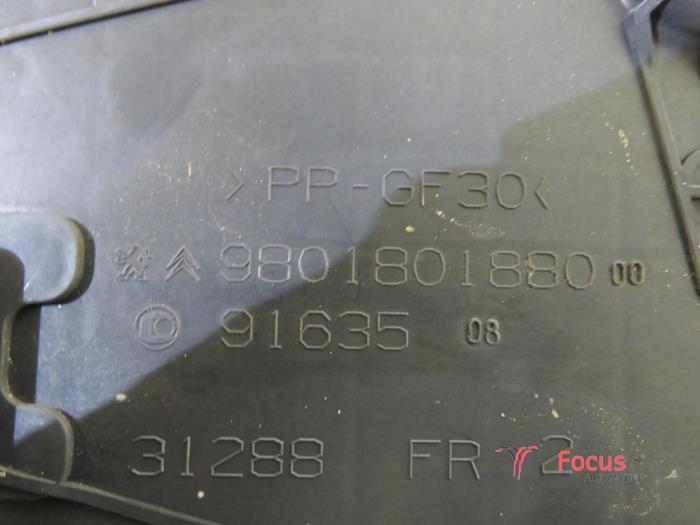 >PP-GF30<
9801801880 00
91635 08
31288 FR 2
Focus